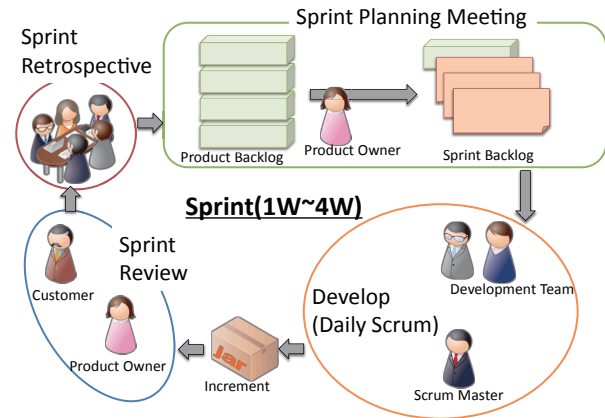 Sprint
Retrospective
Sprint Planning Meeting
Product Backlog
Product Owner
Sprint Backlog
Sprint(1W~4W)
Sprint
Review
Customer
Product Owner
Jar
Increment
Develop
(Daily Scrum)
Development Team
Scrum Master